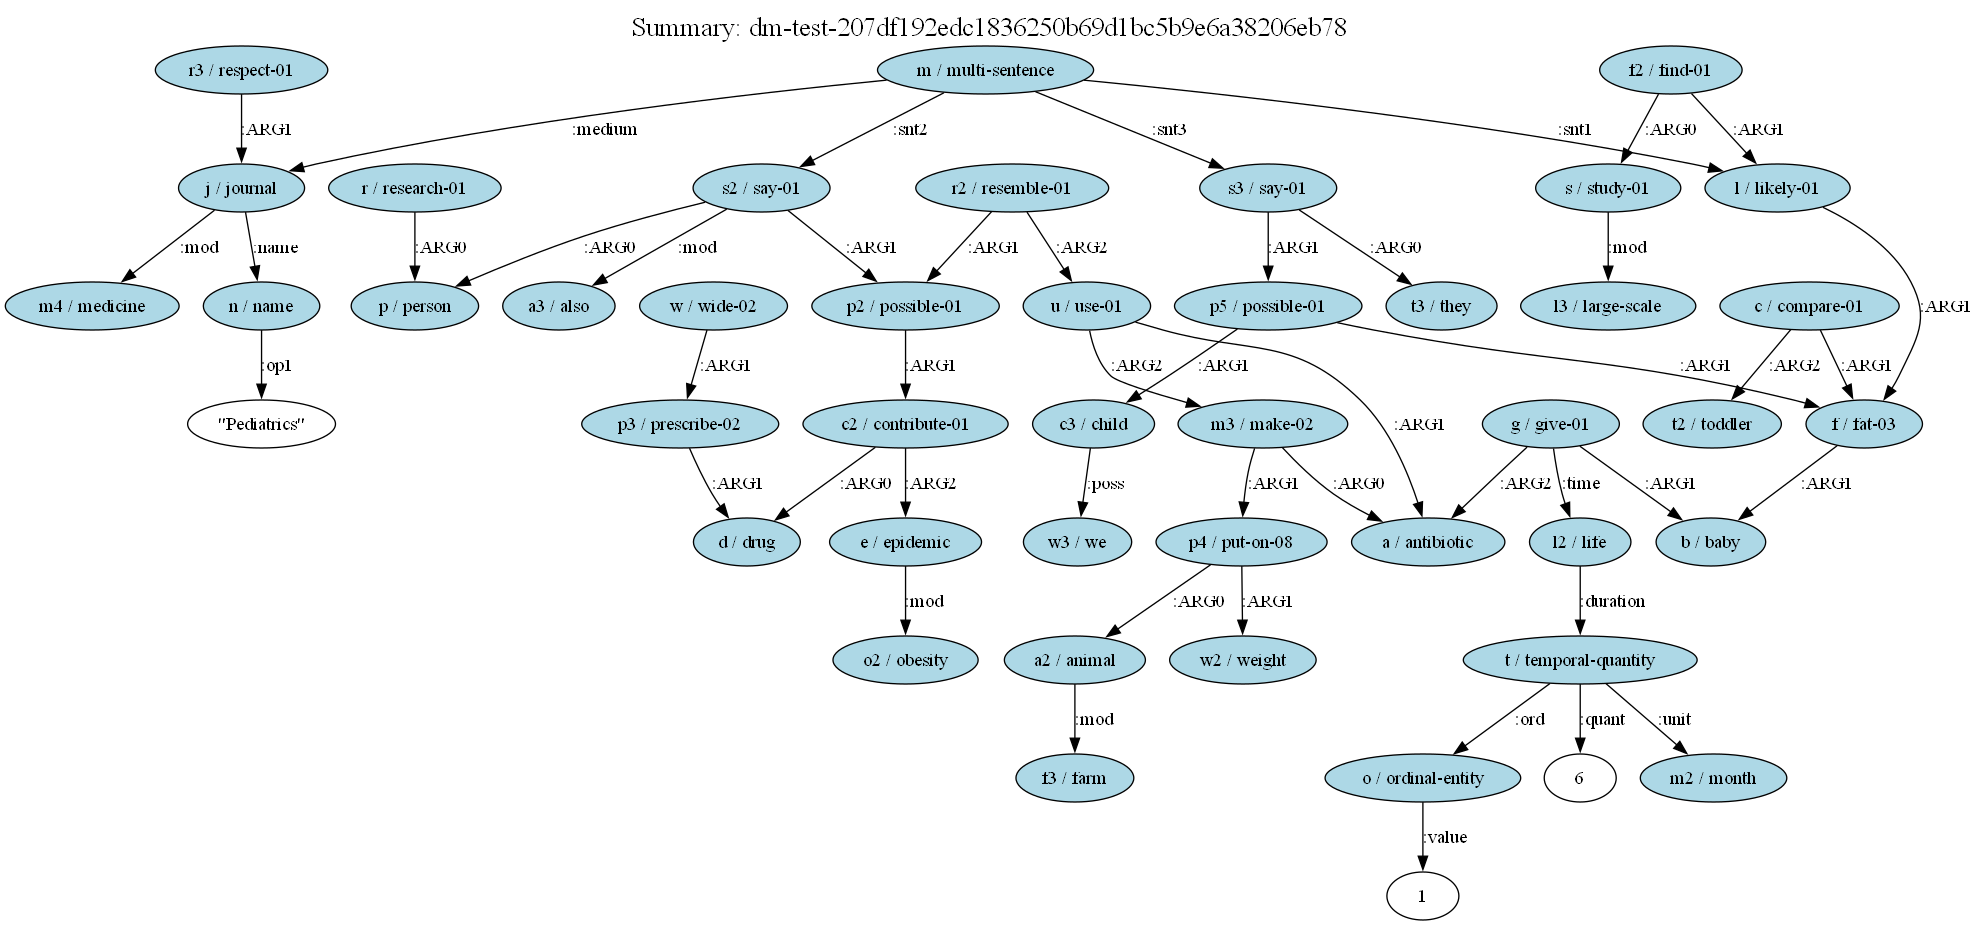 Summary: dm-test-207df192edc1836250b69d1bc5b9e6a38206eb78
r3 / respect-01
m / multi-sentence
f2 / find-01
:ARG1
:medium
:snt2
:snt3
:snt1
:ARG0
:ARG1
j / journal
r / research-01
s2 / say-01
r2 / resemble-01
s3 / say-01
s / study-01
l / likely-01
:mod
:name
:ARG0
:ARG0
:mod
:ARG1
:ARG1
:ARG2
:ARG1
:ARG0
:mod
m4 / medicine
n / name
p / person
a3 / also
w / wide-02
p2 / possible-01
u / use-01
p5 / possible-01
t3 / they
l3 / large-scale
c / compare-01
:ARG1
:op1
:ARG1
:ARG1
:ARG2
:ARG1
:ARG1
:ARG2
:ARG1
"Pediatrics"
p3 / prescribe-02
c2 / contribute-01
c3 / child
m3 / make-02
:ARG1
g / give-01
t2 / toddler
f / fat-03
:ARG1
:ARG0
:ARG2
:poss
:ARG1
:ARG0
:ARG2
:time
:ARG1
:ARG1
d / drug
e / epidemic
w3 / we
p4 / put-on-08
a / antibiotic
l2 / life
b / baby
:mod
:ARG0
:ARG1
:duration
o2 / obesity
a2 / animal
w2 / weight
t / temporal-quantity
:mod
:ord
:quant
:unit
f3 / farm
o / ordinal-entity
6
m2 / month
:value
1